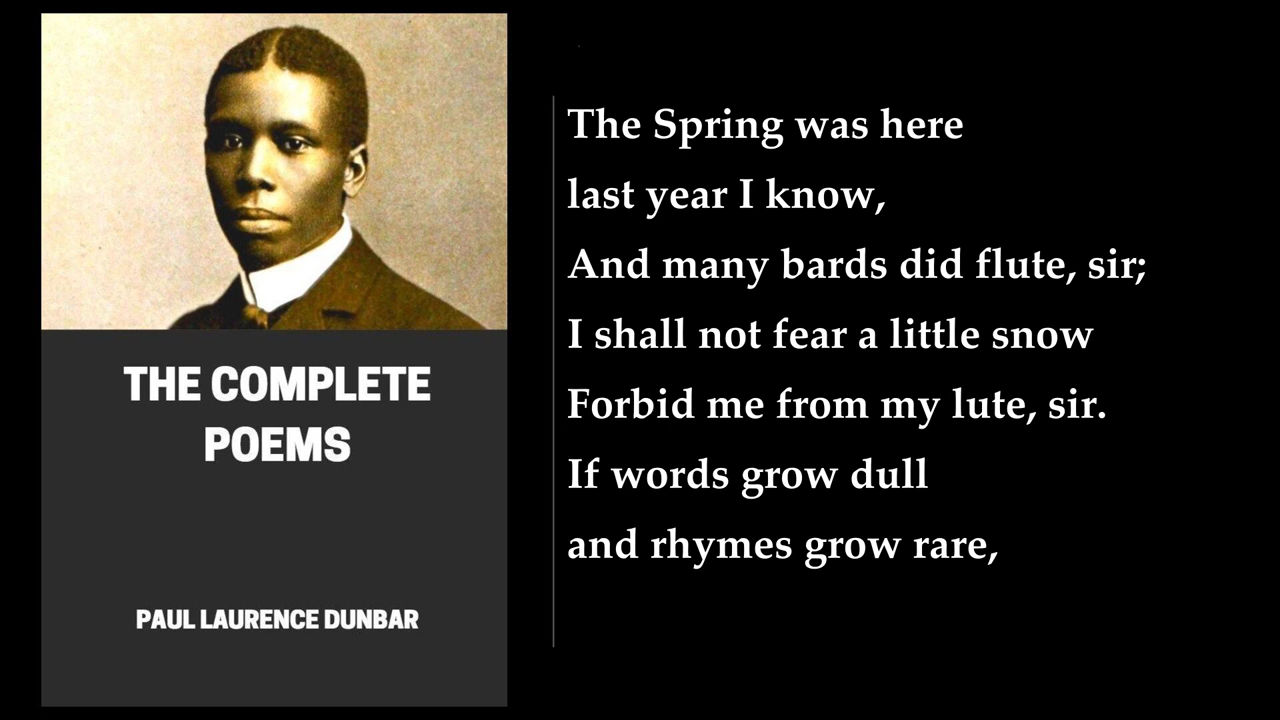 THE COMPLETE
POEMS
PAUL LAURENCE DUNBAR
The Spring was here
last year I know,
And many bards did flute, sir;
I shall not fear a little snow
Forbid me from my lute, sir.
If words grow dull
and rhymes grow rare,